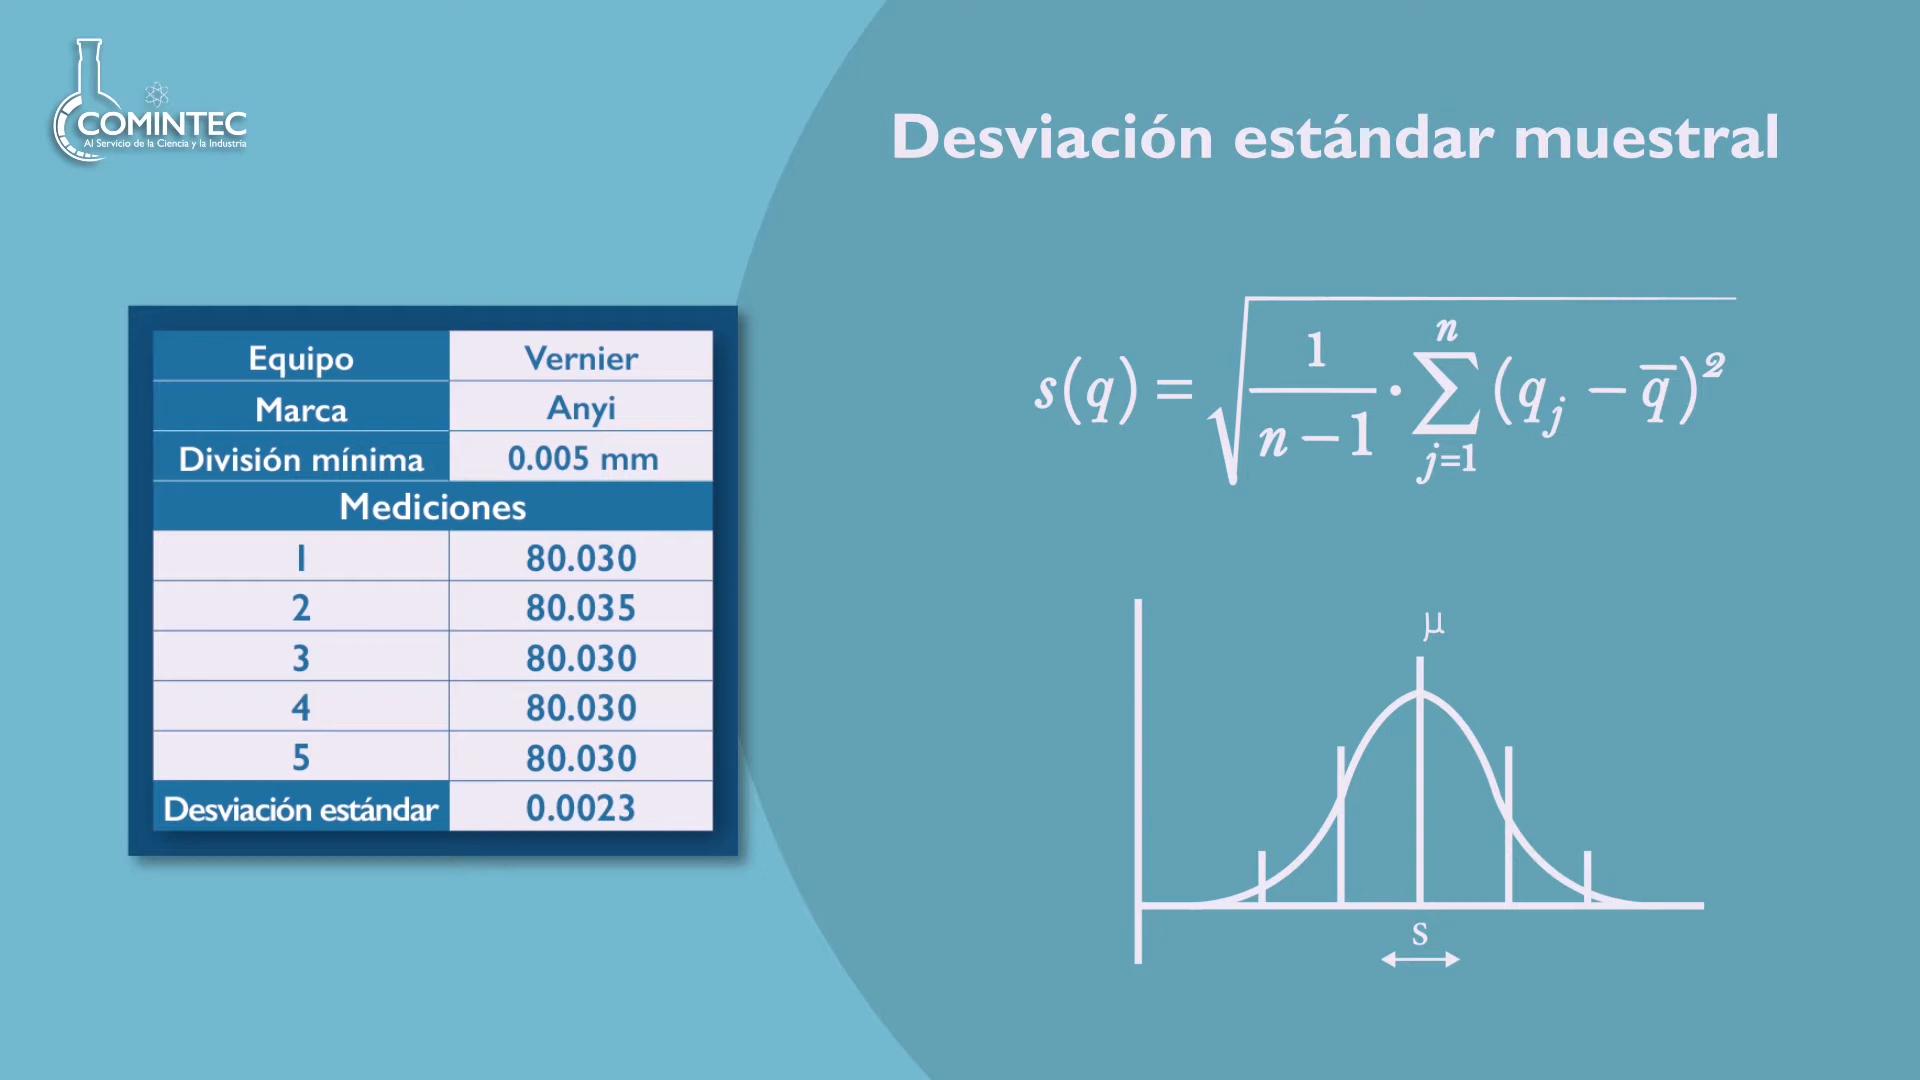 COMINTEC
Al Servicio de la Ciencia y la Industria
Desviación estándar muestral
Equipo Vernier
Marca Anyi
División mínima 0.005 mm
Mediciones
1 80.030
2 80.035
3 80.030
4 80.030
5 80.030
Desviación estándar 0.0023
s(q) = √(1/(n−1) · ∑_{j=1}^{n} (q_j − q̅)²)
μ
s